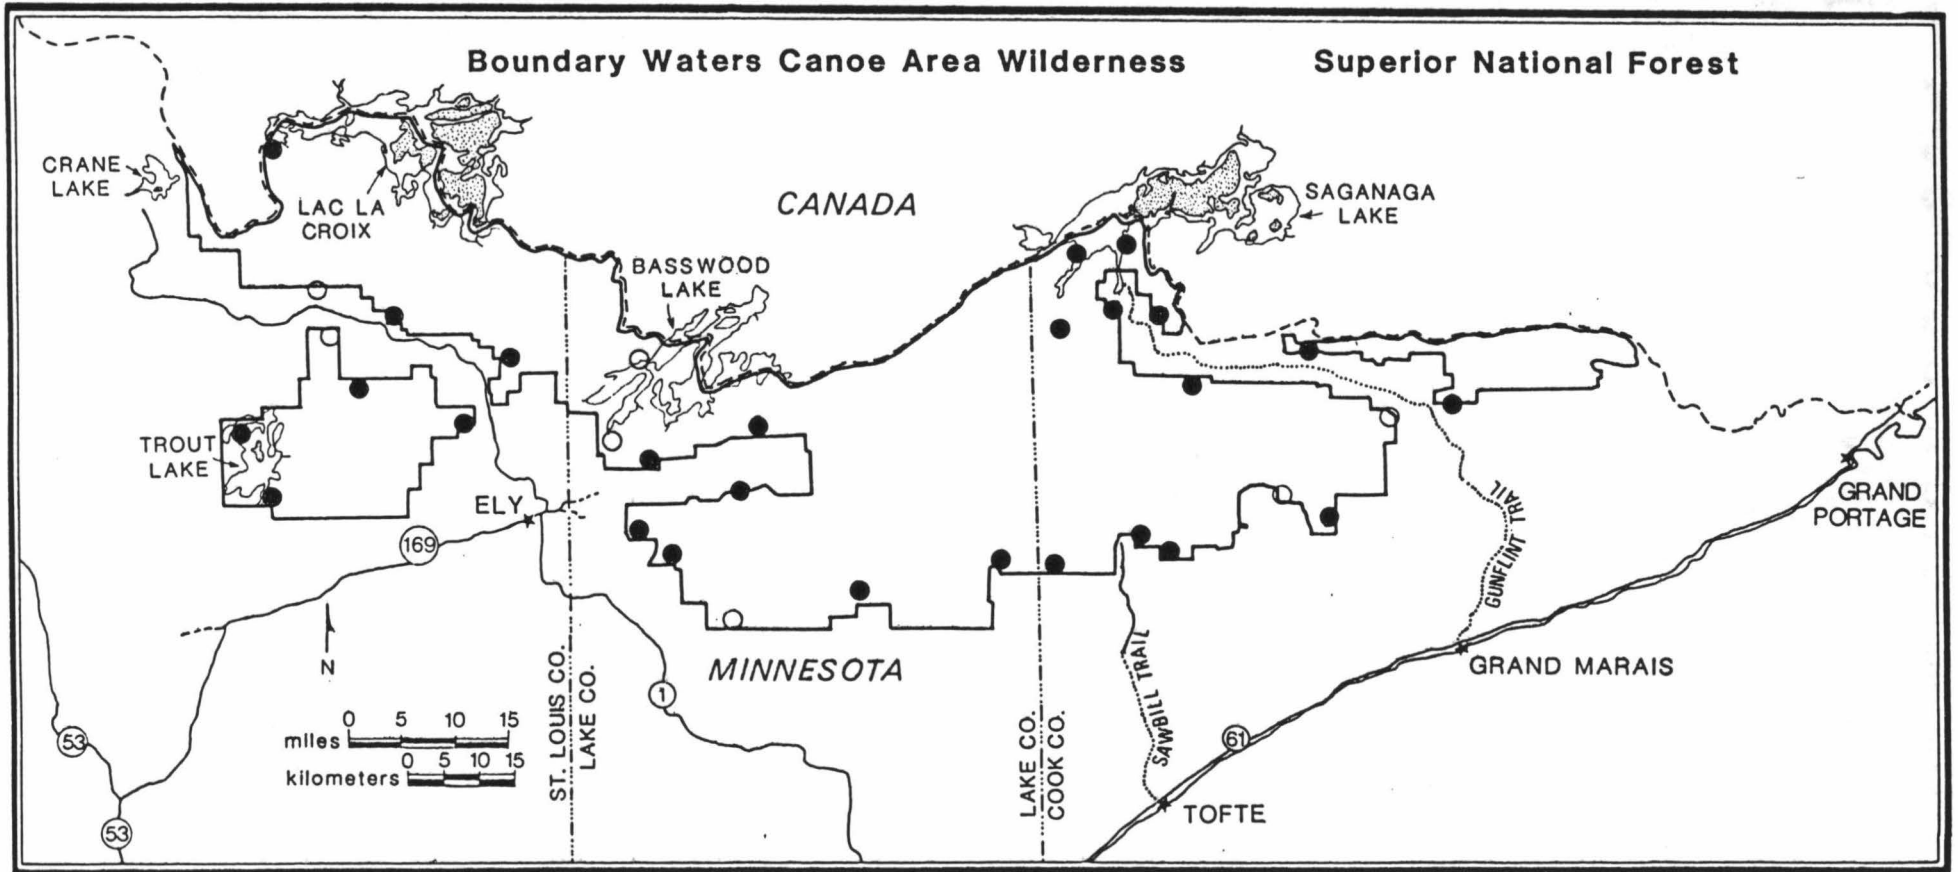 Boundary Waters Canoe Area Wilderness
Superior National Forest
CRANE
LAKE
LAC LA
CROIX
CANADA
SAGANAGA
LAKE
BASSWOOD
LAKE
TROUT
LAKE
ELY
169
GRAND
PORTAGE
GUNFLINT TRAIL
N
MINNESOTA
GRAND MARAIS
1
ST. LOUIS CO.
LAKE CO.
LAKE CO.
COOK CO.
SAWBILL TRAIL
61
TOFTE
53
53
0 5 10 15
miles
0 5 10 15
kilometers